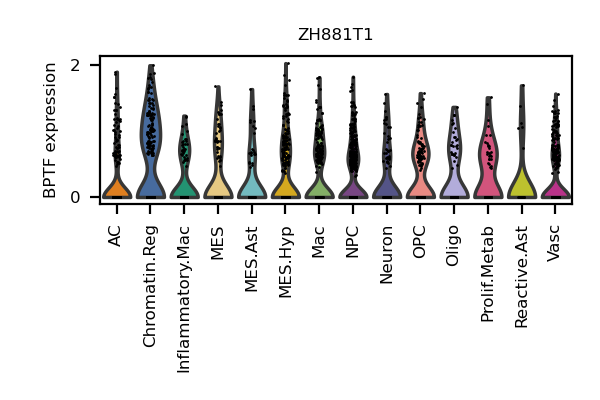 ZH881T1
BPTF expression
2
0
AC
Chromatin.Reg
Inflammatory.Mac
MES
MES.Ast
MES.Hyp
Mac
NPC
Neuron
OPC
Oligo
Prolif.Metab
Reactive.Ast
Vasc